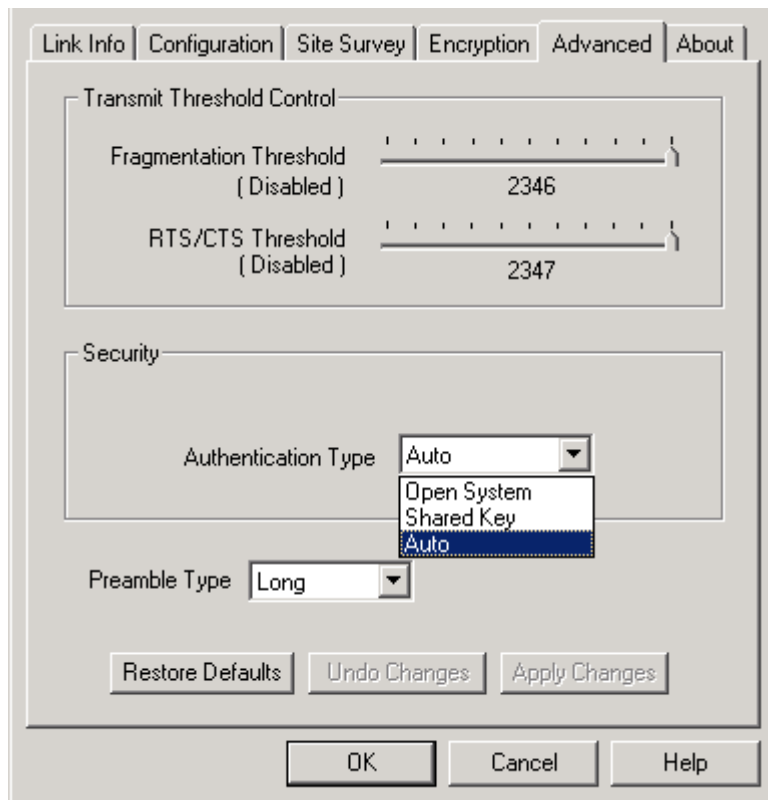 Link Info Configuration Site Survey Encryption Advanced About
Transmit Threshold Control
Fragmentation Threshold
( Disabled )
2346
RTS/CTS Threshold
( Disabled )
2347
Security
Authentication Type Auto
Open System
Shared Key
Auto
Preamble Type Long
Restore Defaults Undo Changes Apply Changes
OK Cancel Help